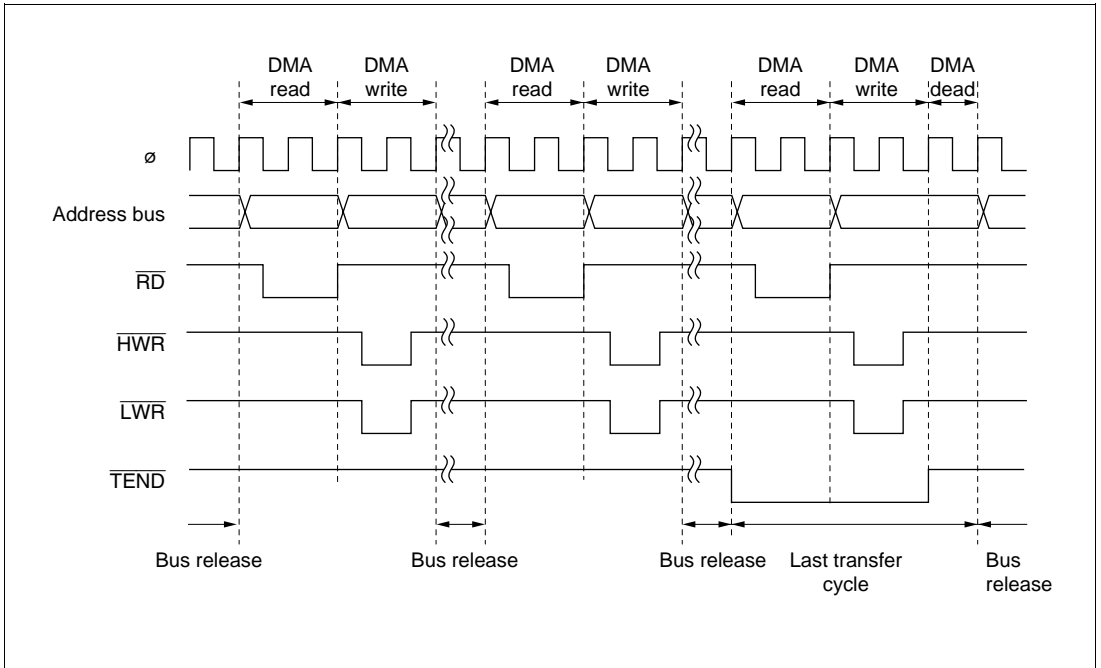 DMA read
DMA write
DMA read
DMA write
DMA read
DMA write
DMA dead
ø
Address bus
RD
HWR
LWR
TEND
Bus release
Bus release
Bus release
Last transfer cycle
Bus release